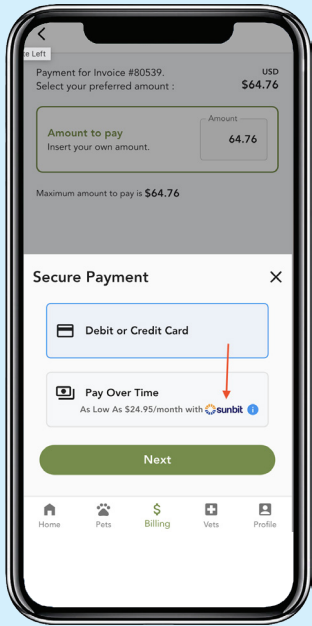 te Left
Payment for Invoice #80539.
Select your preferred amount :
USD
$64.76
Amount to pay
Insert your own amount.
Amount
64.76
Maximum amount to pay is $64.76
Secure Payment
Debit or Credit Card
Pay Over Time
As Low As $24.95/month with sunbit
Next
Home
Pets
Billing
Vets
Profile